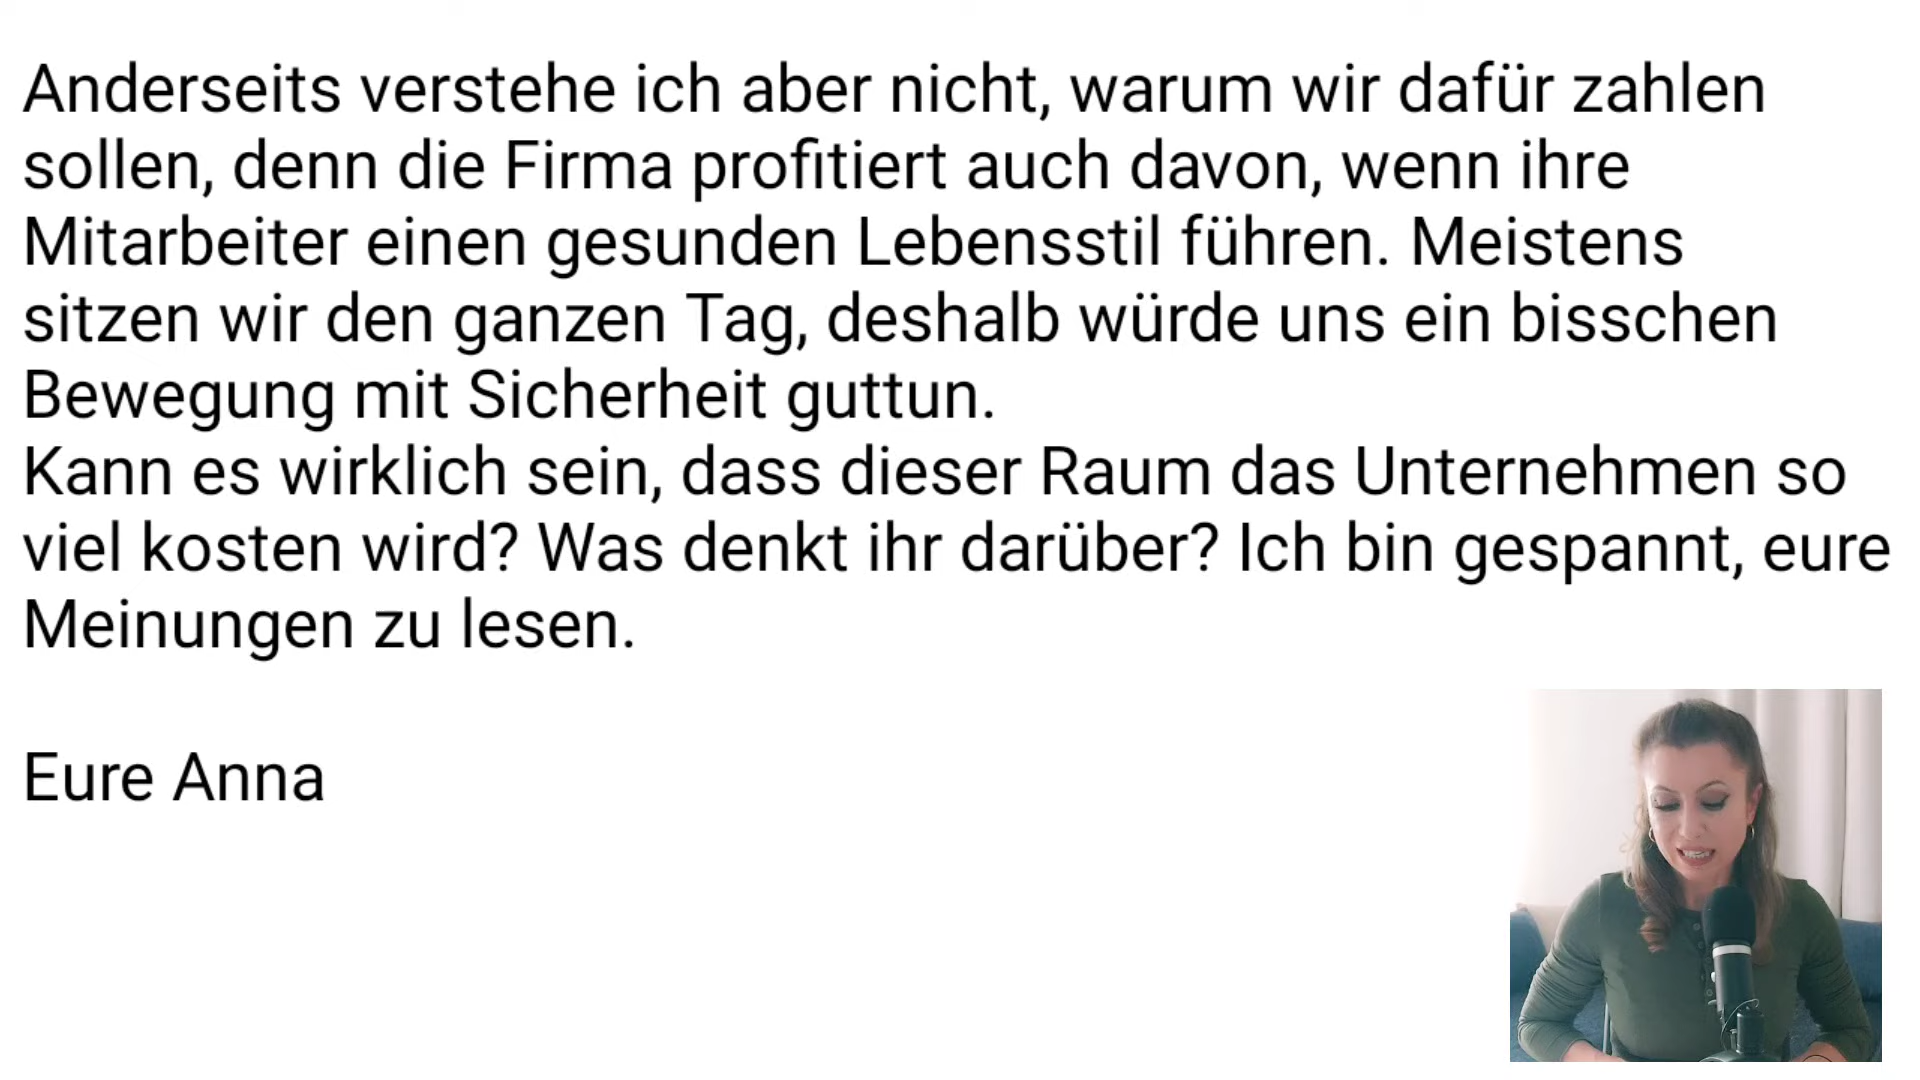 Anderseits verstehe ich aber nicht, warum wir dafür zahlen
sollen, denn die Firma profitiert auch davon, wenn ihre
Mitarbeiter einen gesunden Lebensstil führen. Meistens
sitzen wir den ganzen Tag, deshalb würde uns ein bisschen
Bewegung mit Sicherheit guttun.
Kann es wirklich sein, dass dieser Raum das Unternehmen so
viel kosten wird? Was denkt ihr darüber? Ich bin gespannt, eure
Meinungen zu lesen.
Eure Anna